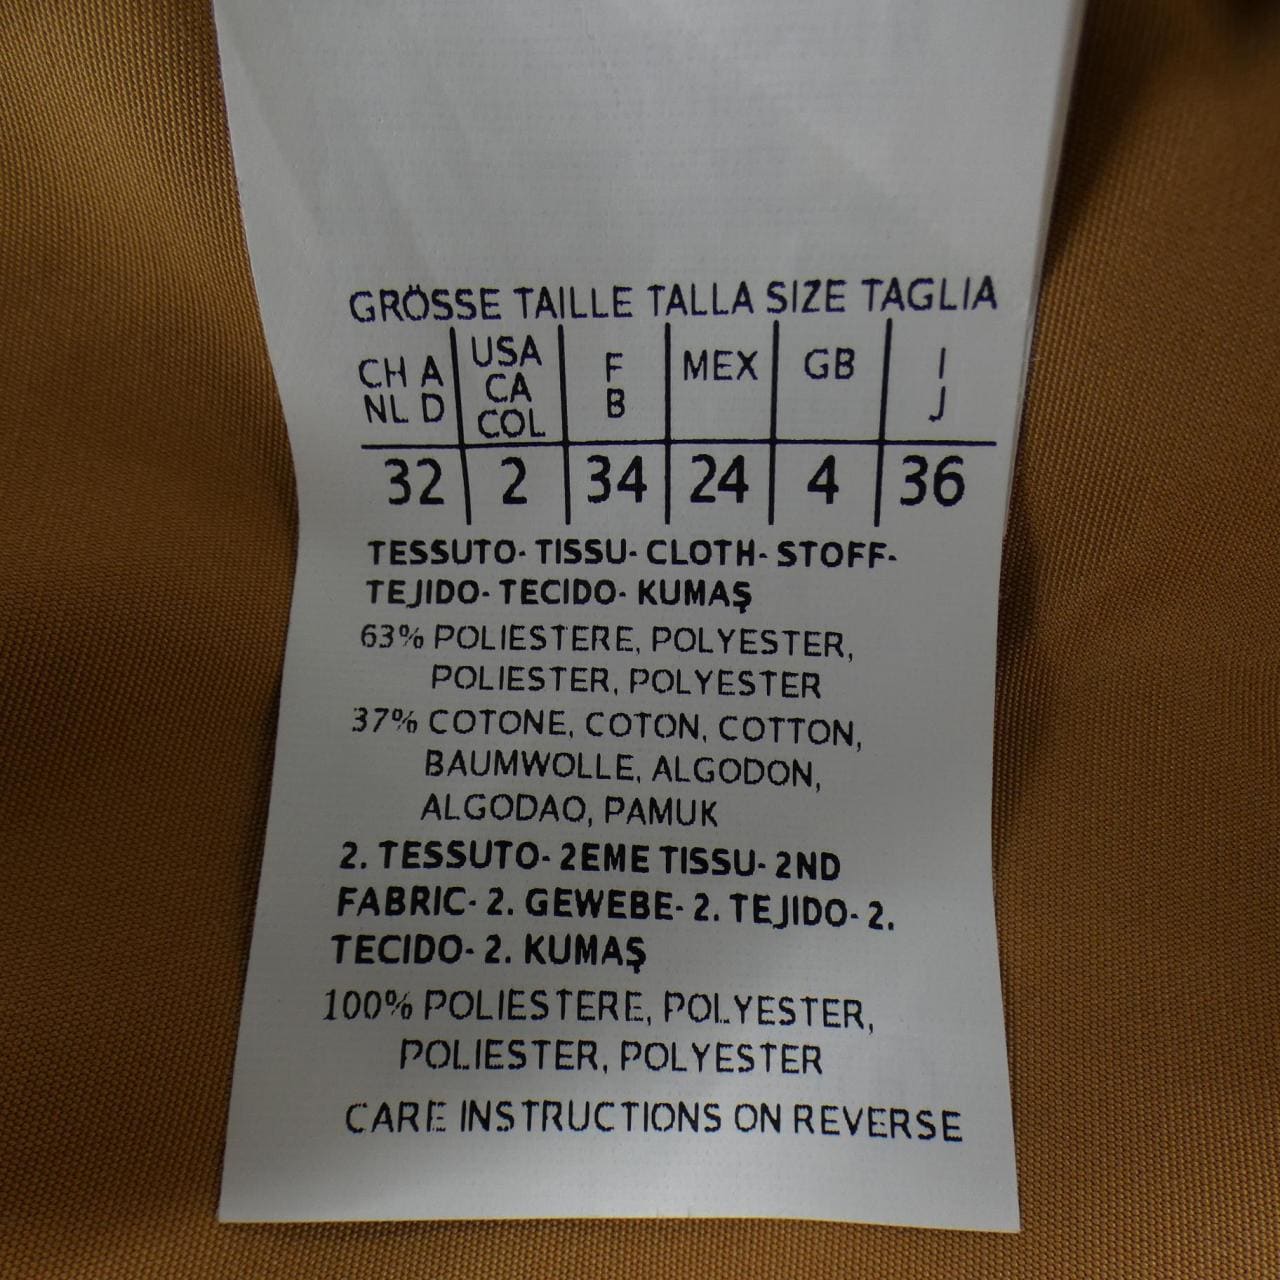 GRÖSSE TAILLE TALLA SIZE TAGLIA
CH A NL D | USA CA COL | F B | MEX | GB | I J
32 | 2 | 34 | 24 | 4 | 36
TESSUTO- TISSU- CLOTH- STOFF-
TEJIDO- TECIDO- KUMAŞ
63% POLIESTERE, POLYESTER,
POLIESTER, POLYESTER
37% COTONE, COTON, COTTON,
BAUMWOLLE, ALGODON,
ALGODAO, PAMUK
2. TESSUTO- 2EME TISSU- 2ND
FABRIC- 2. GEWEBE- 2. TEJIDO- 2.
TECIDO- 2. KUMAŞ
100% POLIESTERE, POLYESTER,
POLIESTER, POLYESTER
CARE INSTRUCTIONS ON REVERSE